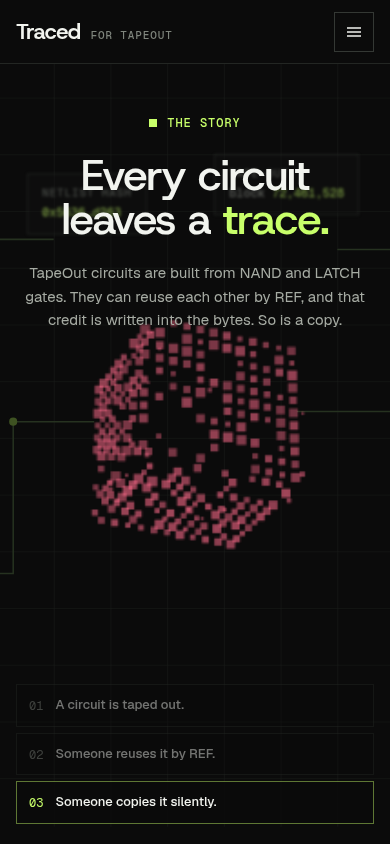 Traced FOR TAPEOUT
THE STORY
Every circuit
leaves a trace.
TapeOut circuits are built from NAND and LATCH
gates. They can reuse each other by REF, and that
credit is written into the bytes. So is a copy.
01 A circuit is taped out.
02 Someone reuses it by REF.
03 Someone copies it silently.